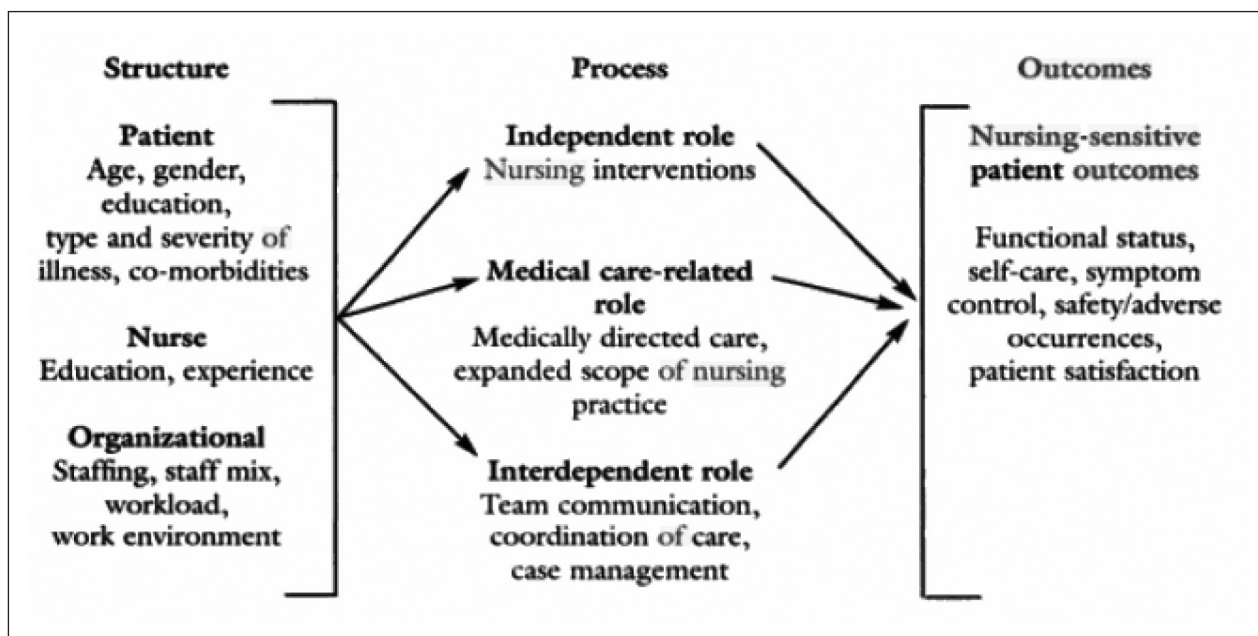 Structure
Patient
Age, gender,
education,
type and severity of
illness, co-morbidities
Nurse
Education, experience
Organizational
Staffing, staff mix,
workload,
work environment
Process
Independent role
Nursing interventions
Medical care-related
role
Medically directed care,
expanded scope of nursing
practice
Interdependent role
Team communication,
coordination of care,
case management
Outcomes
Nursing-sensitive
patient outcomes
Functional status,
self-care, symptom
control, safety/adverse
occurrences,
patient satisfaction